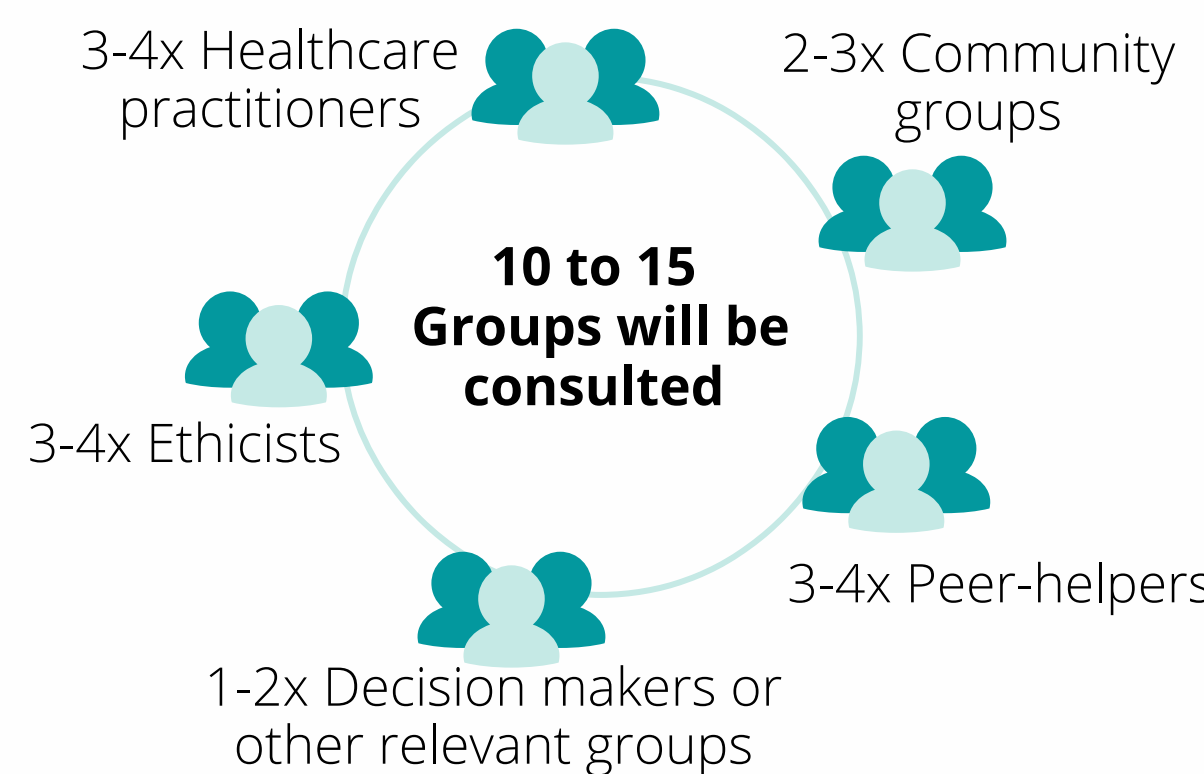 3-4x Healthcare
practitioners
2-3x Community
groups
10 to 15
Groups will be
consulted
3-4x Ethicists
3-4x Peer-helpers
1-2x Decision makers or
other relevant groups